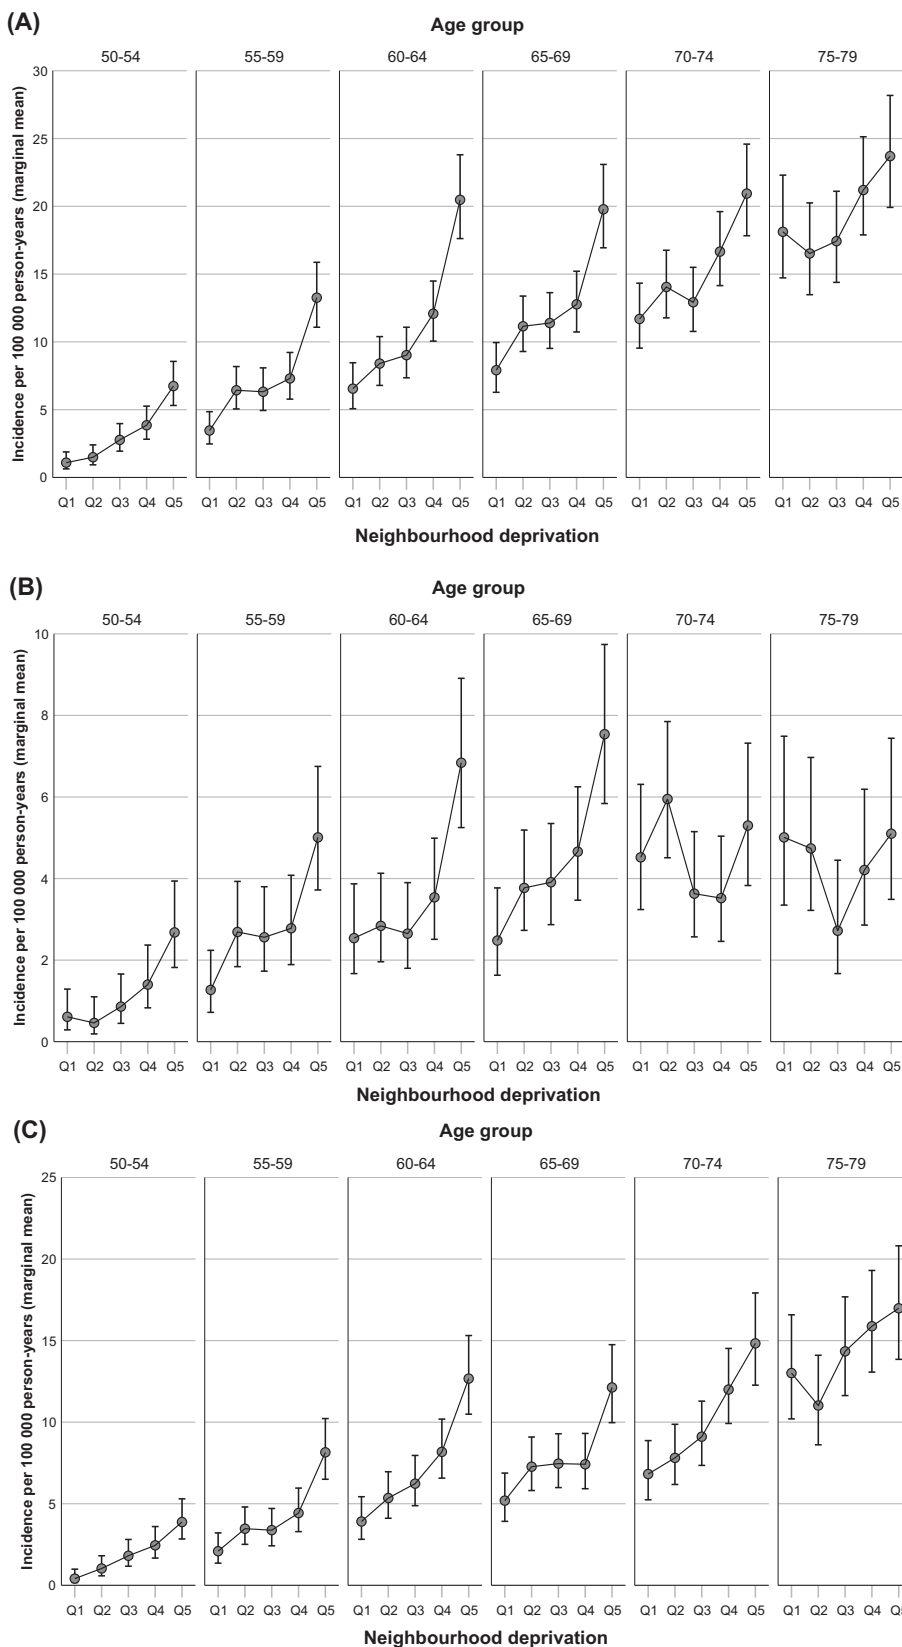 (A)
Age group
50-54 55-59 60-64 65-69 70-74 75-79
Incidence per 100 000 person-years (marginal mean)
30
25
20
15
10
5
0
Q1 Q2 Q3 Q4 Q5 Q1 Q2 Q3 Q4 Q5 Q1 Q2 Q3 Q4 Q5 Q1 Q2 Q3 Q4 Q5 Q1 Q2 Q3 Q4 Q5 Q1 Q2 Q3 Q4 Q5
Neighbourhood deprivation
(B)
Age group
50-54 55-59 60-64 65-69 70-74 75-79
Incidence per 100 000 person-years (marginal mean)
10
8
6
4
2
0
Q1 Q2 Q3 Q4 Q5 Q1 Q2 Q3 Q4 Q5 Q1 Q2 Q3 Q4 Q5 Q1 Q2 Q3 Q4 Q5 Q1 Q2 Q3 Q4 Q5 Q1 Q2 Q3 Q4 Q5
Neighbourhood deprivation
(C)
Age group
50-54 55-59 60-64 65-69 70-74 75-79
Incidence per 100 000 person-years (marginal mean)
25
20
15
10
5
0
Q1 Q2 Q3 Q4 Q5 Q1 Q2 Q3 Q4 Q5 Q1 Q2 Q3 Q4 Q5 Q1 Q2 Q3 Q4 Q5 Q1 Q2 Q3 Q4 Q5 Q1 Q2 Q3 Q4 Q5
Neighbourhood deprivation